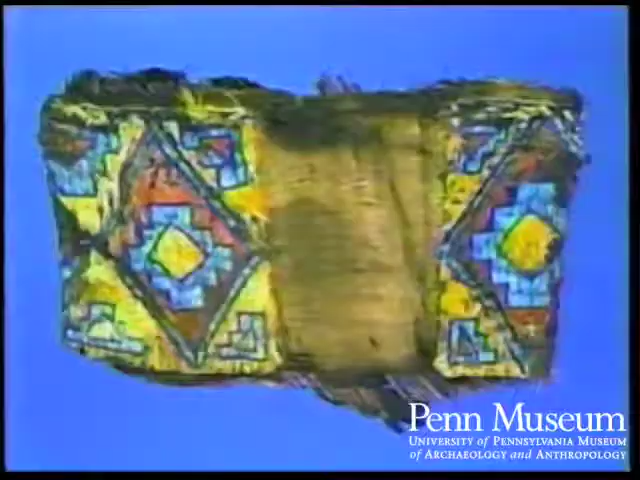 Penn Museum
UNIVERSITY of PENNSYLVANIA MUSEUM
of ARCHAEOLOGY and ANTHROPOLOGY